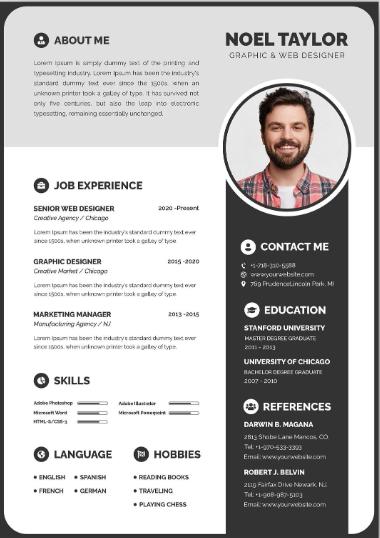 NOEL TAYLOR
GRAPHIC & WEB DESIGNER
ABOUT ME
Lorem Ipsum is simply dummy text of the printing and
typesetting industry. Lorem Ipsum has been the industry's
standard dummy text ever since the 1500s, when an
unknown printer took a galley of type. It has survived not
only five centuries, but also the leap into electronic
typesetting, remaining essentially unchanged.
JOB EXPERIENCE
SENIOR WEB DESIGNER
2020 -Present
Creative Agency / Chicago
Lorem Ipsum has been the industry's standard dummy text ever
since 1500s, when unknown printer took a galley of type.
GRAPHIC DESIGNER
2015 -2020
Creative Market / Chicago
Lorem Ipsum has been the industry's standard dummy text ever
since 1500s, when unknown printer took a galley of type.
MARKETING MANAGER
2013 -2015
Manufacturing Agency / NJ
Lorem Ipsum has been the industry's standard dummy text ever
since 1500s, when unknown printer took a galley of type.
SKILLS
Adobe Photoshop
Adobe Illustrator
Microsoft Word
Microsoft Powerpoint
HTML-5/CSS-3
LANGUAGE
ENGLISH
SPANISH
FRENCH
GERMAN
HOBBIES
READING BOOKS
TRAVELING
PLAYING CHESS
CONTACT ME
+1-718-310-5588
www.yourwebsite.com
769 PrudenceLincoln Park, MI
EDUCATION
STANFORD UNIVERSITY
MASTER DEGREE GRADUATE
2011 - 2013
UNIVERSITY OF CHICAGO
BACHELOR DEGREE GRADUATE
2007 - 2010
REFERENCES
DARWIN B. MAGANA
2813 Shobe Lane Mancos, CO.
Tel: +1-970-533-3393
Email: www.yourwebsite.com
ROBERT J. BELVIN
2119 Fairfax Drive Newark, NJ.
Tel: +1-908-987-5103
Email: www.yourwebsite.com